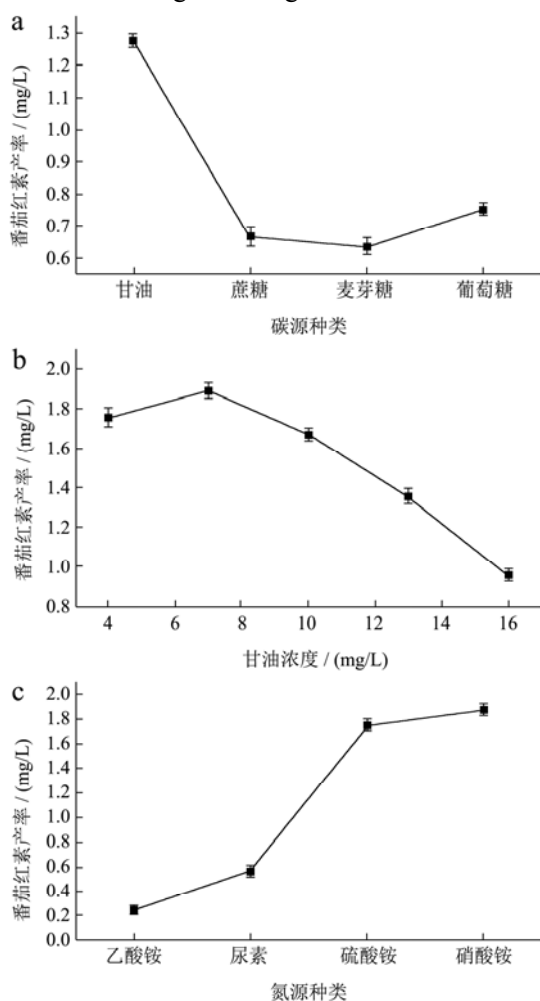 a
1.3
1.2
1.1
1.0
0.9
0.8
0.7
0.6
番茄红素产率 / (mg/L)
甘油 蔗糖 麦芽糖 葡萄糖
碳源种类
b
2.0
1.8
1.6
1.4
1.2
1.0
0.8
番茄红素产率 / (mg/L)
4 6 8 10 12 14 16
甘油浓度 / (mg/L)
c
2.0
1.8
1.6
1.4
1.2
1.0
0.8
0.6
0.4
0.2
0.0
番茄红素产率 / (mg/L)
乙酸铵 尿素 硫酸铵 硝酸铵
氮源种类